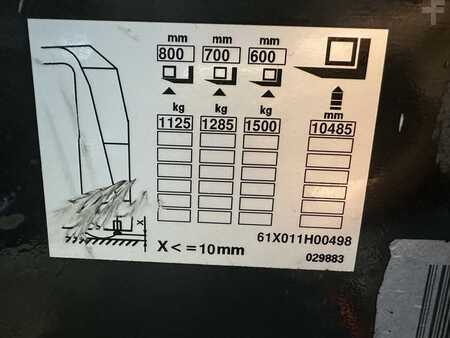 mm mm mm
800 700 600
kg kg kg mm
1125 1285 1500 10485
X
X <= 10mm
61X011H00498
029883